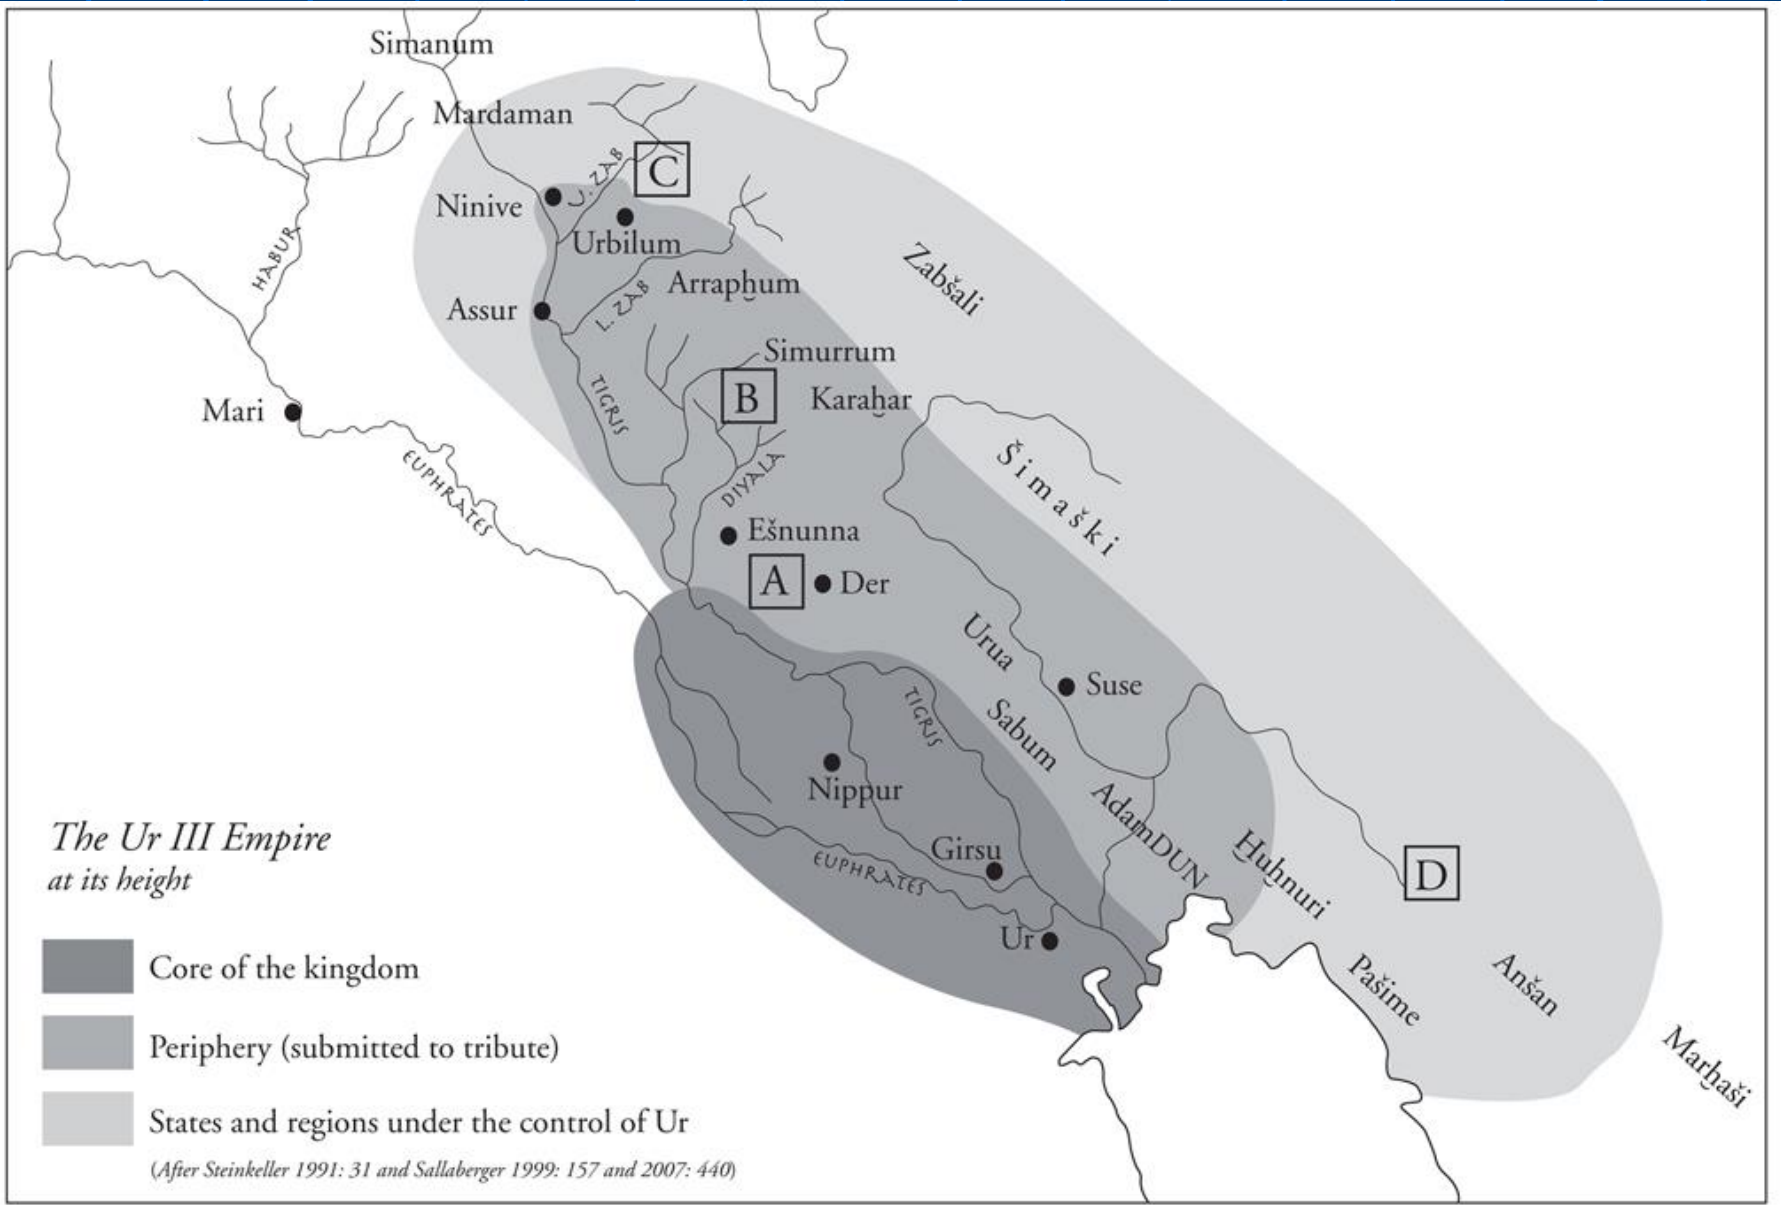 Simanum
Mardaman
C
U. ZAB
Ninive
Urbilum
HABUR
Zabšali
Arrapḫum
L. ZAB
Assur
Simurrum
TIGRIS
B
Karaḫar
Mari
Šimaški
EUPHRATES
DIYALA
Ešnunna
A
Der
Urua
Suse
TIGRIS
Sabum
Nippur
AdamDUN
The Ur III Empire
at its height
Girsu
EUPHRATES
Ḫuḫnuri
D
Ur
Core of the kingdom
Pašime
Anšan
Periphery (submitted to tribute)
Marḫaši
States and regions under the control of Ur
(After Steinkeller 1991: 31 and Sallaberger 1999: 157 and 2007: 440)